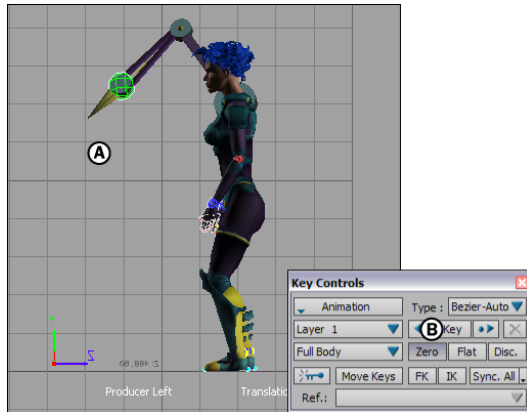 A
Y
Z
Producer Left
Translatio
Key Controls
Animation
Type : Bezier-Auto
Layer 1
B
Key
Full Body
Zero
Flat
Disc.
Move Keys
FK
IK
Sync. All
Ref.: